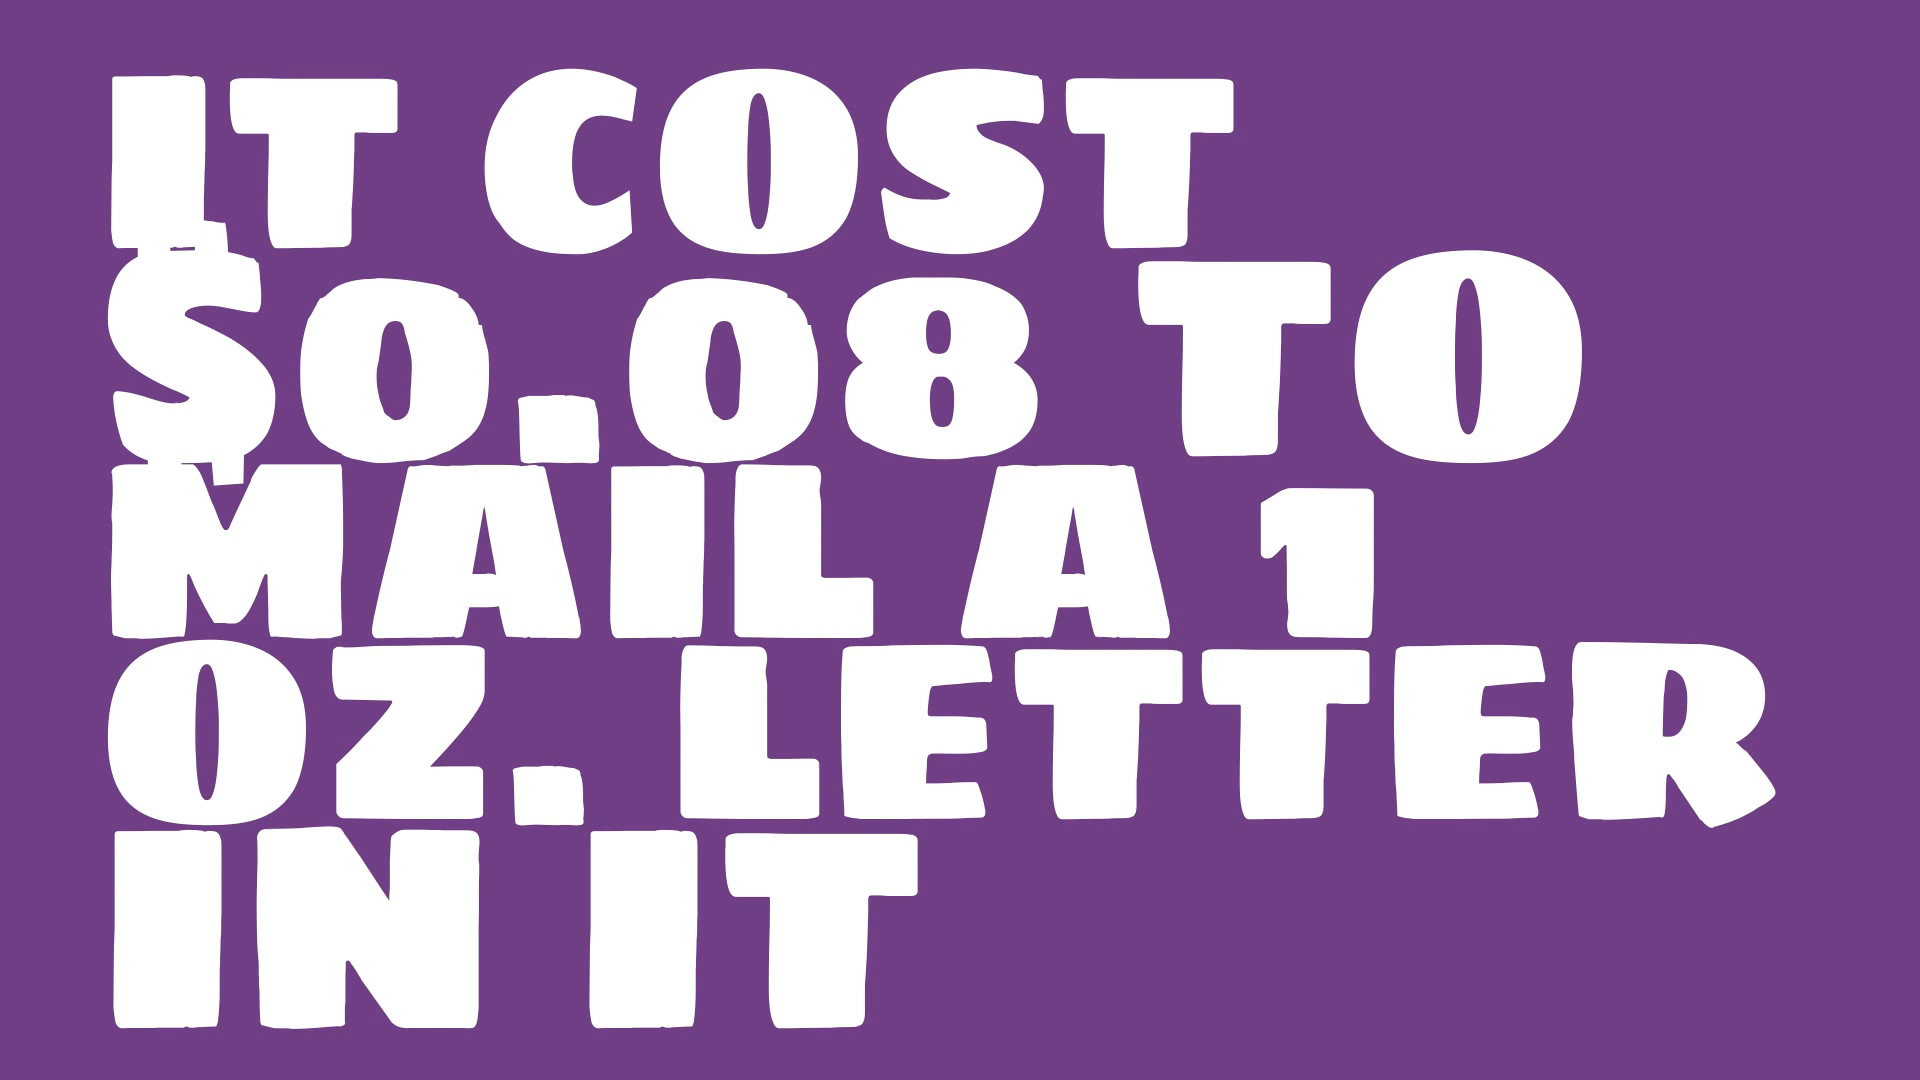 IT COST
$0.08 TO
MAIL A 1
OZ. LETTER
IN IT